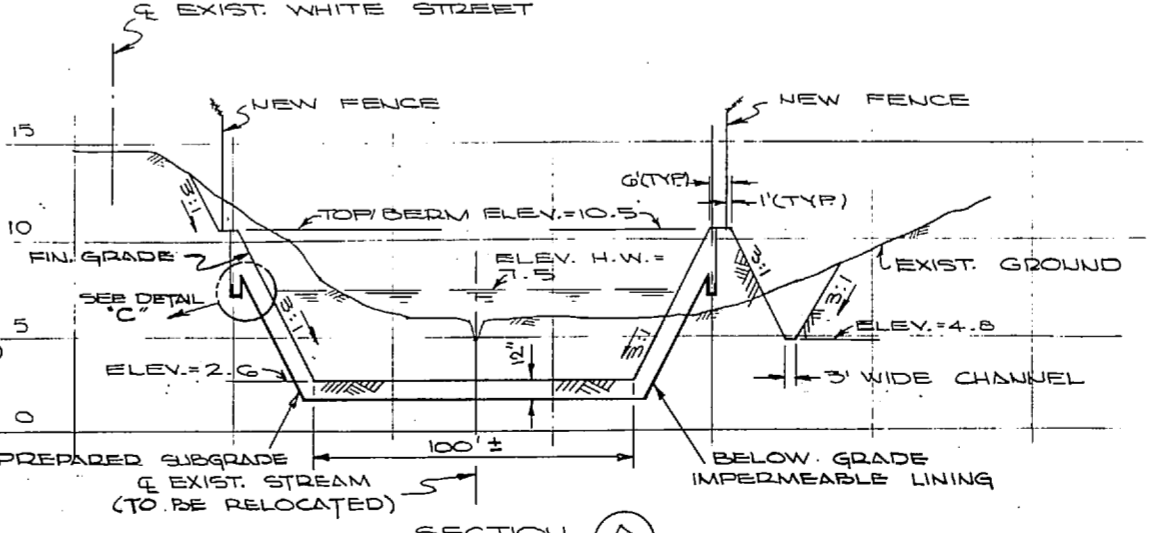 ℄ EXIST. WHITE STREET
NEW FENCE
NEW FENCE
15
6'(TYP.)
1'(TYP.)
3:1
TOP/BERM ELEV.=10.5
10
FIN. GRADE
ELEV. H.W.=
7.5
3:1
EXIST. GROUND
SEE DETAIL
"C"
3:1
3:1
3:1
5
ELEV.=4.8
12"
ELEV.=2.6
3' WIDE CHANNEL
0
100' ±
PREPARED SUBGRADE
BELOW GRADE
IMPERMEABLE LINING
℄ EXIST. STREAM
(TO BE RELOCATED)
SECTION A